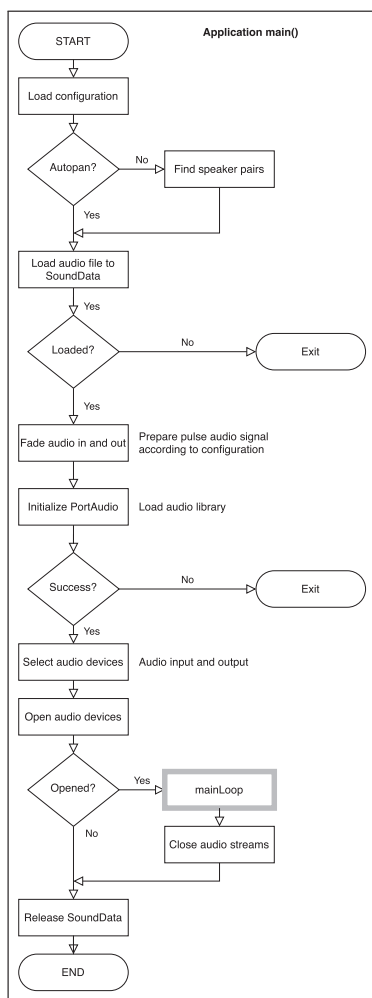 START
Application main()
Load configuration
Autopan?
No
Find speaker pairs
Yes
Load audio file to
SoundData
Yes
Loaded?
No
Exit
Yes
Fade audio in and out
Prepare pulse audio signal
according to configuration
Initialize PortAudio
Load audio library
Success?
No
Exit
Yes
Select audio devices
Audio input and output
Open audio devices
Opened?
Yes
mainLoop
No
Close audio streams
Release SoundData
END